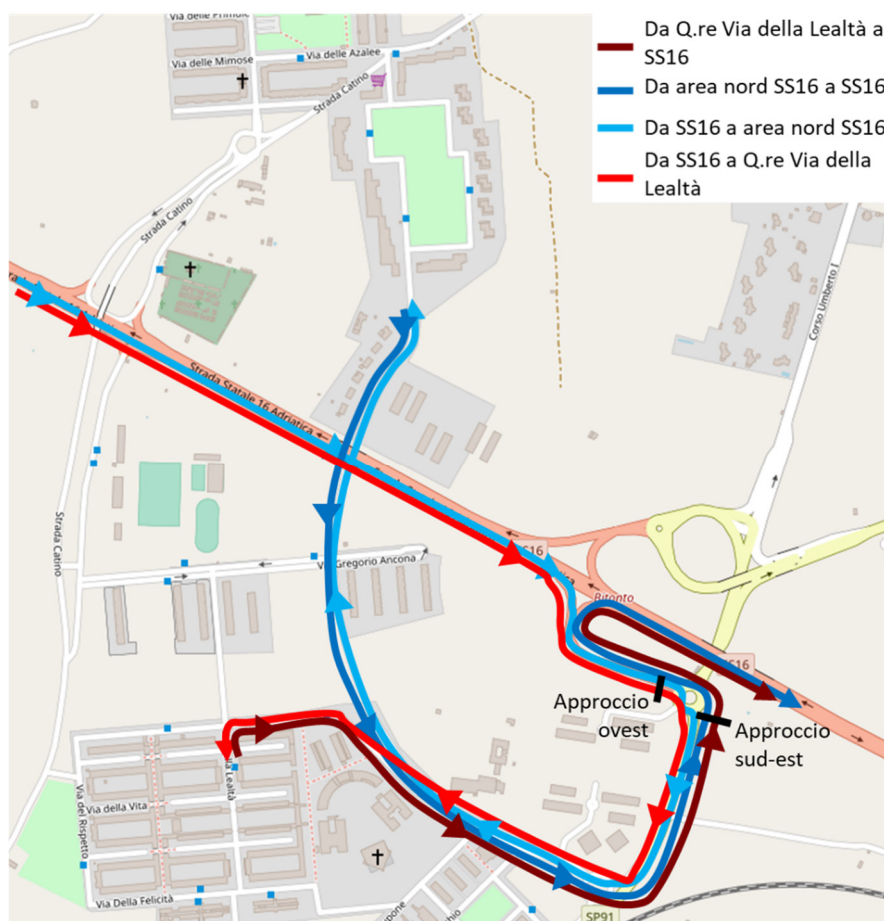 Da Q.re Via della Lealtà a
SS16
Da area nord SS16 a SS16
Da SS16 a area nord SS16
Da SS16 a Q.re Via della
Lealtà
Via delle Primule
Via delle Azalee
Via delle Mimose
Strada Catino
Strada Catino
Corso Umberto I
Strada Statale 16 Adriatica
Strada Catino
SS16
Bitonto
Via Gregorio Ancona
SS16
Approccio
ovest
Approccio
sud-est
Via della Vita
Via del Rispetto
Lealtà
Via Della Felicità
SP91